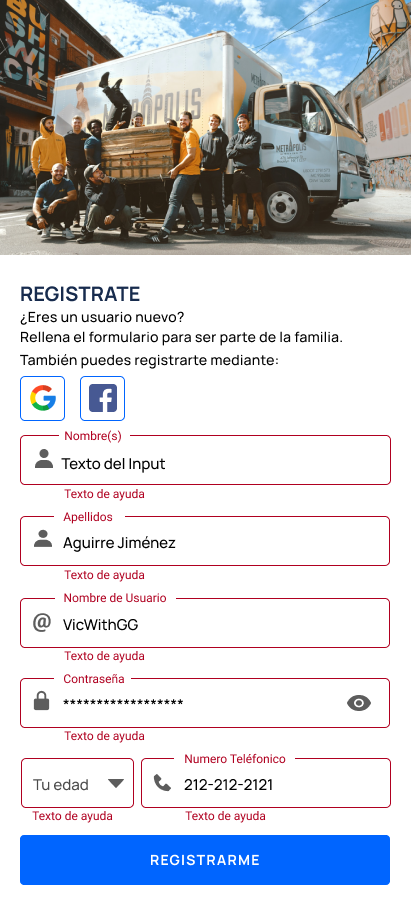 BUSHWICK
METROPOLIS
METROPOLIS
REGISTRATE
¿Eres un usuario nuevo?
Rellena el formulario para ser parte de la familia.
También puedes registrarte mediante:
Nombre(s)
Texto del Input
Texto de ayuda
Apellidos
Aguirre Jiménez
Texto de ayuda
Nombre de Usuario
@ VicWithGG
Texto de ayuda
Contraseña
******************
Texto de ayuda
Tu edad
Numero Teléfonico
212-212-2121
Texto de ayuda
Texto de ayuda
REGISTRARME